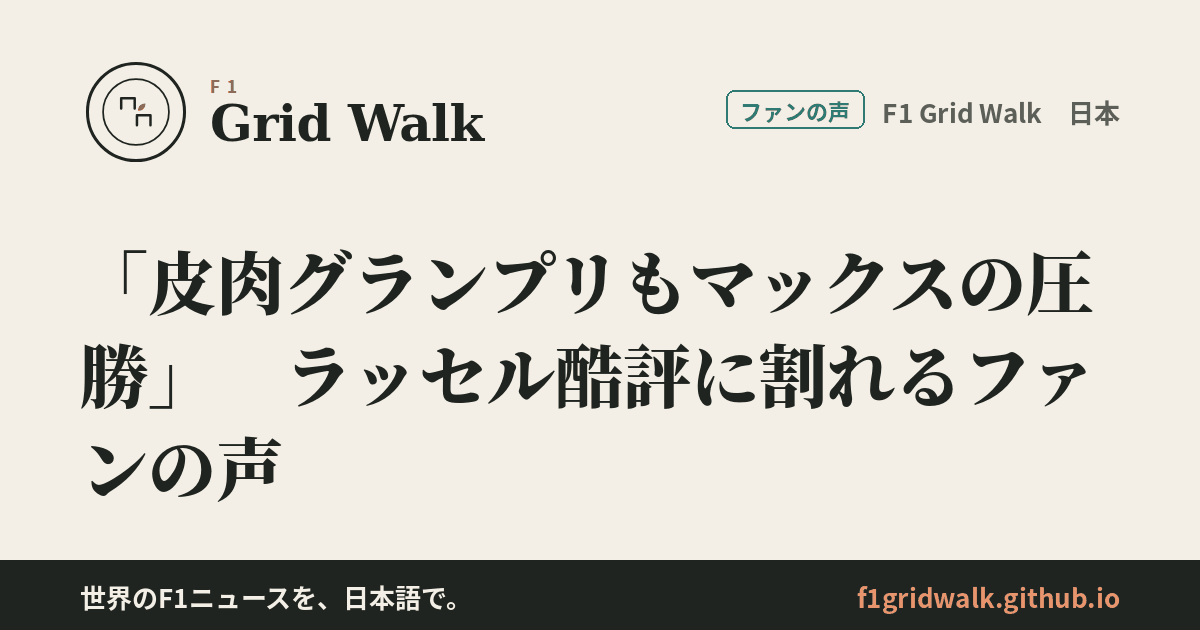 F1
Grid Walk
ファンの声
F1 Grid Walk 日本
「皮肉グランプリもマックスの圧
勝」　ラッセル酷評に割れるファ
ンの声
世界のF1ニュースを、日本語で。
f1gridwalk.github.io